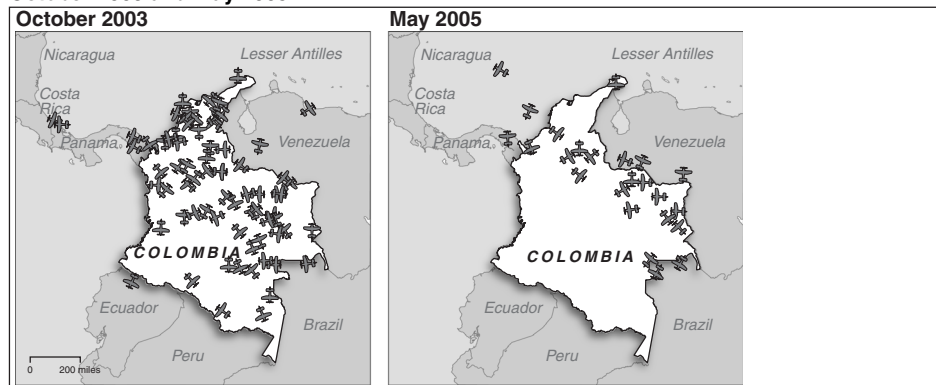 October 2003
Nicaragua
Lesser Antilles
Costa
Rica
Panama
Venezuela
COLOMBIA
Ecuador
Brazil
Peru
0 200 miles
May 2005
Nicaragua
Lesser Antilles
Costa
Rica
Panama
Venezuela
COLOMBIA
Ecuador
Brazil
Peru